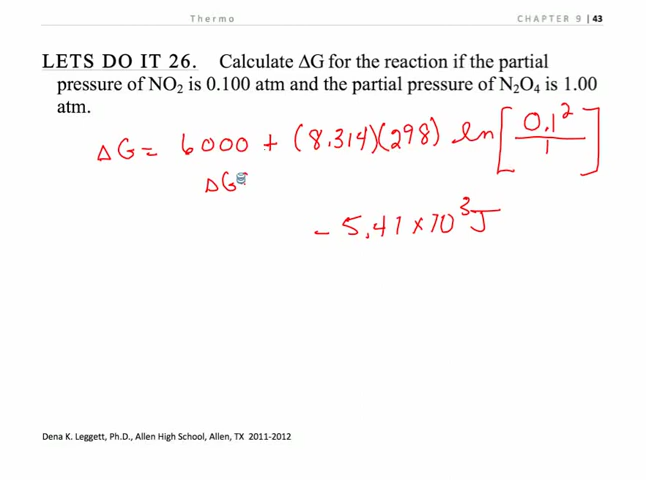 Thermo CHAPTER 9 | 43
LETS DO IT 26. Calculate ΔG for the reaction if the partial
pressure of NO₂ is 0.100 atm and the partial pressure of N₂O₄ is 1.00
atm.
ΔG = 6000 + (8.314)(298) ln [0.1²/1]
ΔG
- 5.41 × 10³ J
Dena K. Leggett, Ph.D., Allen High School, Allen, TX 2011-2012